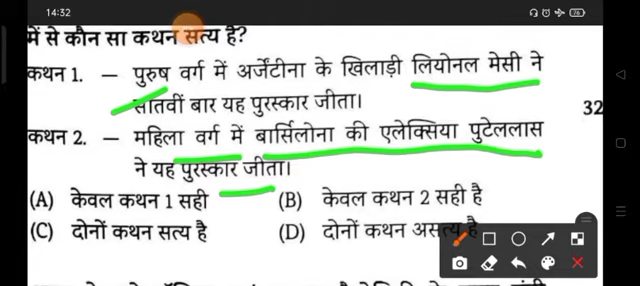 14:32
76
में से कौन सा कथन सत्य है?
कथन 1. – पुरुष वर्ग में अर्जेंटीना के खिलाड़ी लियोनल मेसी ने
सातवीं बार यह पुरस्कार जीता।
32
कथन 2. – महिला वर्ग में बार्सिलोना की एलेक्सिया पुटेललास
ने यह पुरस्कार जीता।
(A) केवल कथन 1 सही (B) केवल कथन 2 सही है
(C) दोनों कथन सत्य है (D) दोनों कथन असत्य है